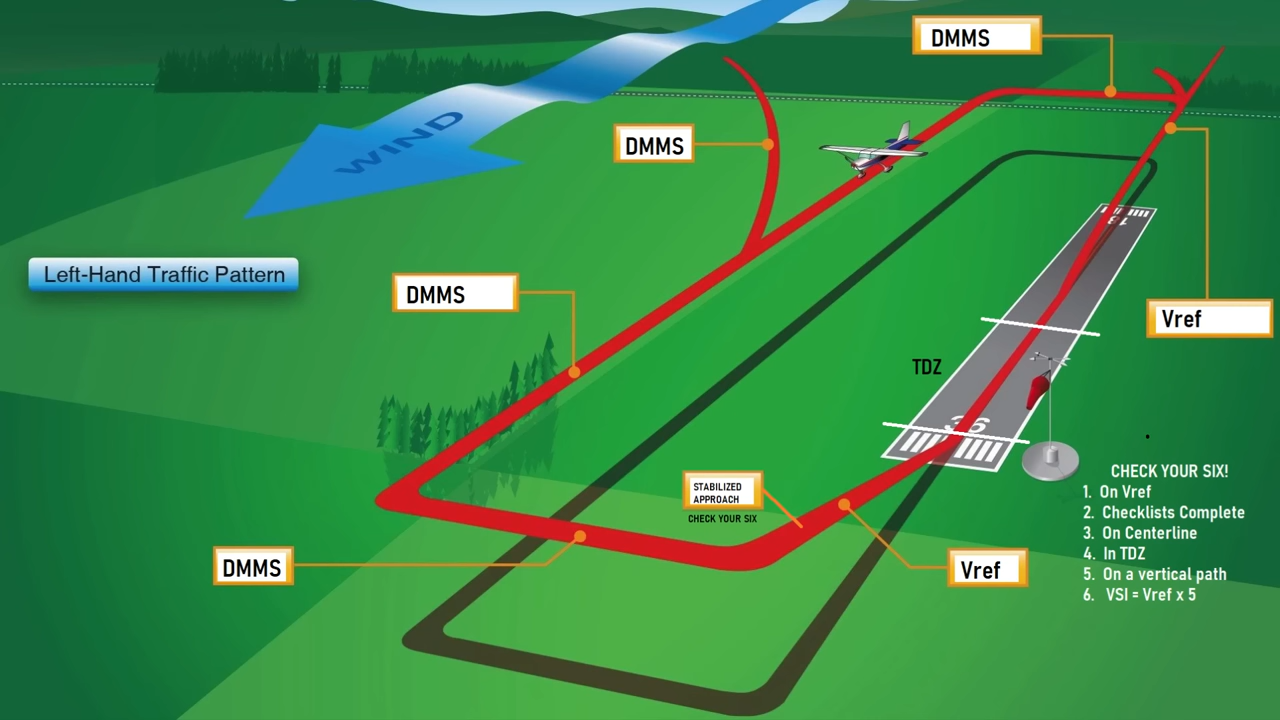 DMMS
WIND
DMMS
18
Left-Hand Traffic Pattern
DMMS
Vref
TDZ
36
STABILIZED
APPROACH
CHECK YOUR SIX
DMMS
Vref
CHECK YOUR SIX!
1. On Vref
2. Checklists Complete
3. On Centerline
4. In TDZ
5. On a vertical path
6. VSI = Vref x 5